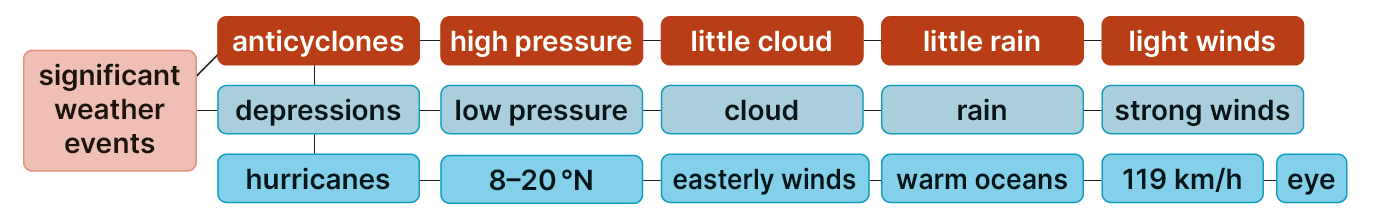 significant
weather
events
anticyclones
high pressure
little cloud
little rain
light winds
depressions
low pressure
cloud
rain
strong winds
hurricanes
8–20 °N
easterly winds
warm oceans
119 km/h
eye